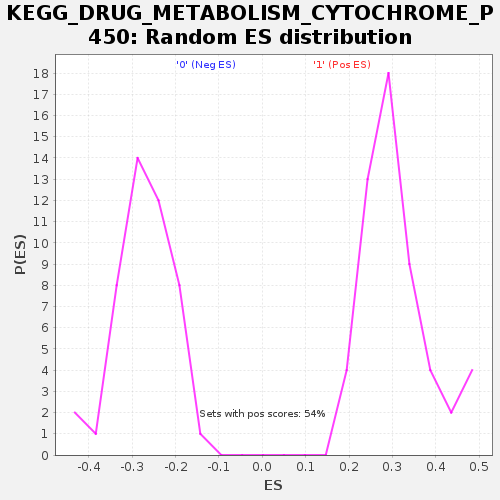 KEGG_DRUG_METABOLISM_CYTOCHROME_P
450: Random ES distribution
'0' (Neg ES) '1' (Pos ES)
18
17
16
15
14
13
12
11
10
9
8
7
6
5
4
3
2
1
0
P(ES)
Sets with pos scores: 54%
-0.4 -0.3 -0.2 -0.1 0.0 0.1 0.2 0.3 0.4 0.5
ES